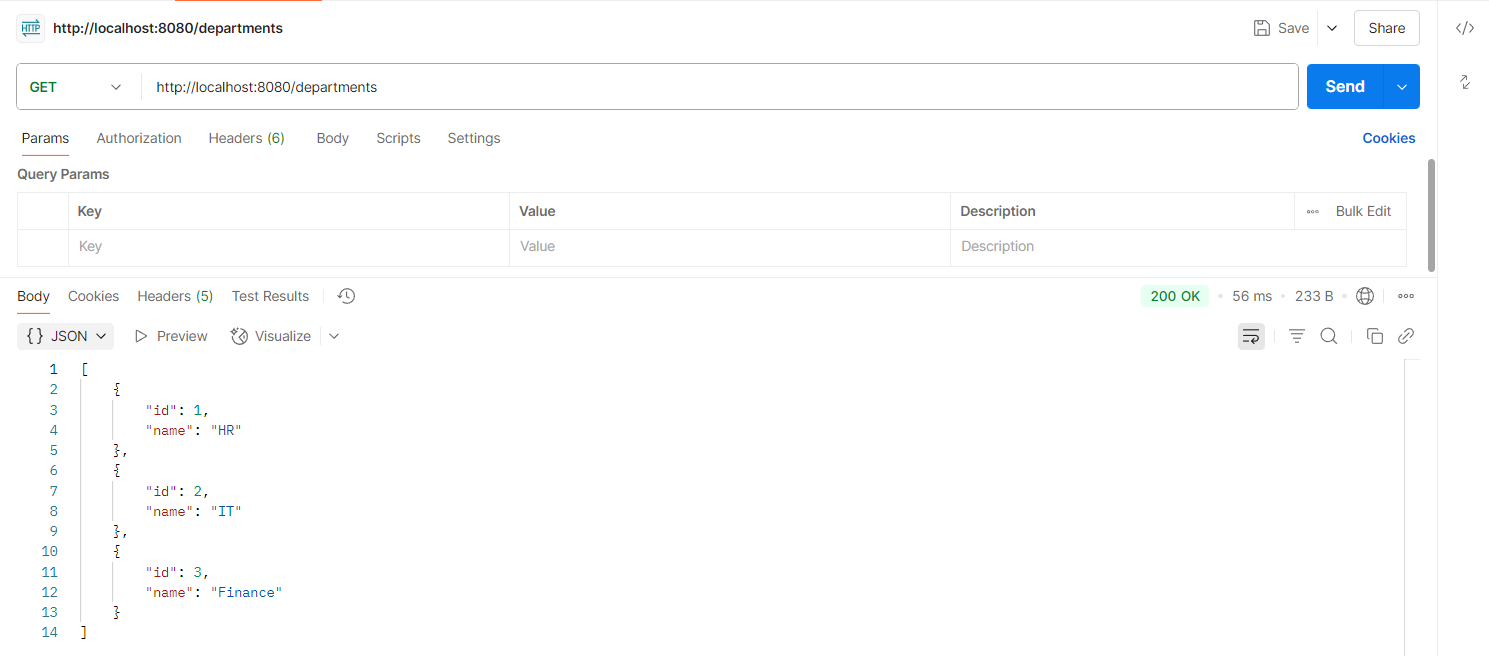 HTTP http://localhost:8080/departments Save Share </>
GET http://localhost:8080/departments Send
Params Authorization Headers (6) Body Scripts Settings Cookies
Query Params
Key Value Description Bulk Edit
Key Value Description
Body Cookies Headers (5) Test Results 200 OK • 56 ms • 233 B •
{} JSON Preview Visualize
1 [
2 {
3 "id": 1,
4 "name": "HR"
5 },
6 {
7 "id": 2,
8 "name": "IT"
9 },
10 {
11 "id": 3,
12 "name": "Finance"
13 }
14 ]